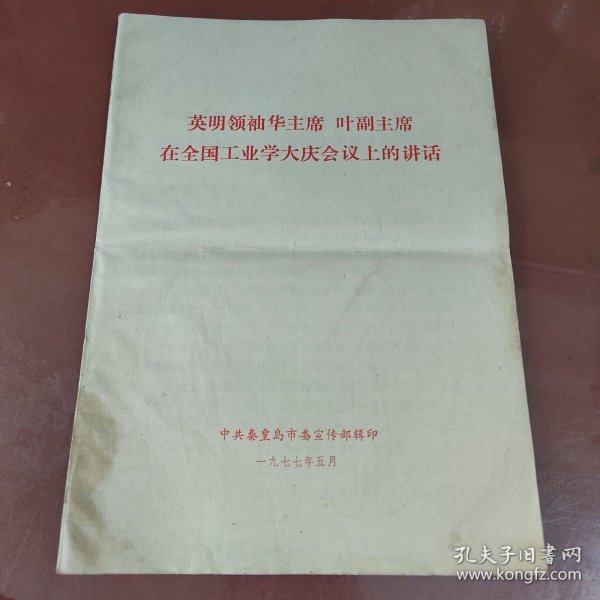 英明领袖华主席 叶副主席
在全国工业学大庆会议上的讲话
中共秦皇岛市委宣传部辑印
一九七七年五月
孔夫子旧书网
www.kongfz.com